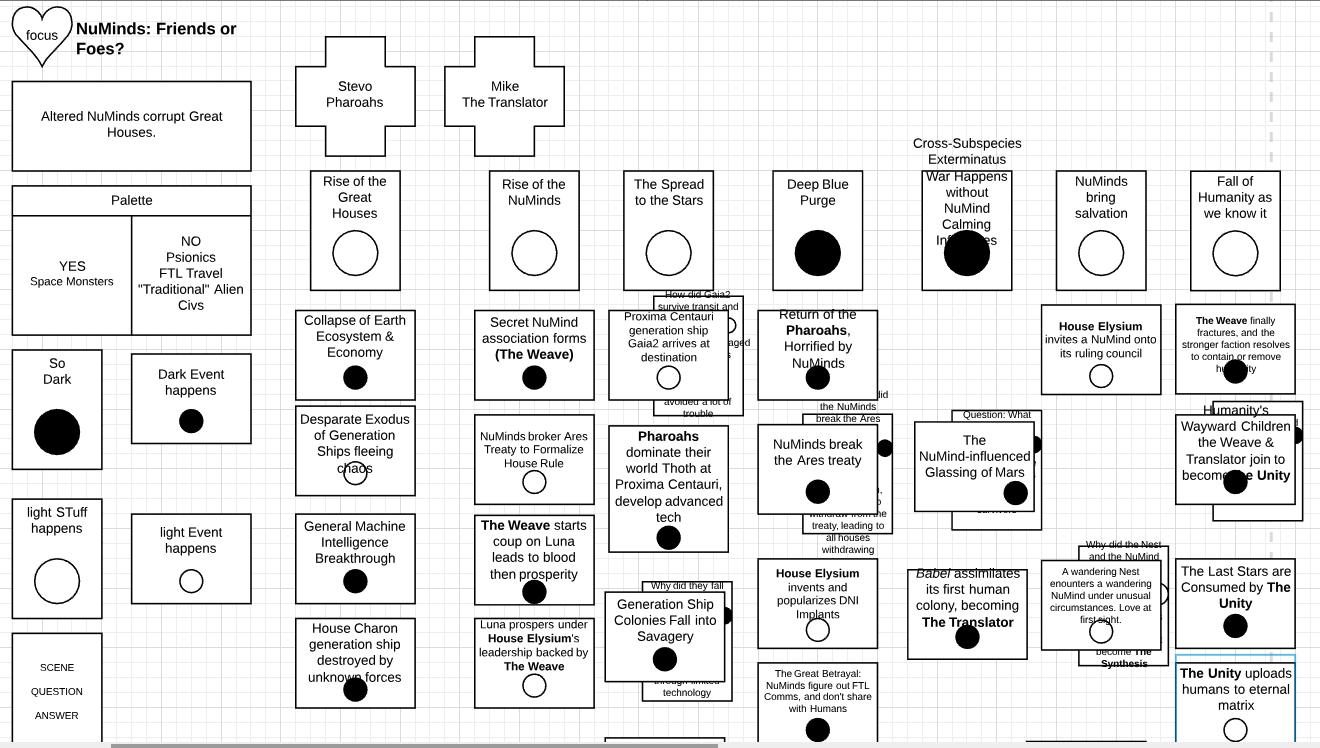 focus
NuMinds: Friends or
Foes?
Altered NuMinds corrupt Great
Houses.
Palette
YES
Space Monsters
NO
Psionics
FTL Travel
"Traditional" Alien
Civs
So
Dark
Dark Event
happens
light STuff
happens
light Event
happens
SCENE
QUESTION
ANSWER
Stevo
Pharoahs
Mike
The Translator
Rise of the
Great
Houses
Collapse of Earth
Ecosystem &
Economy
Desparate Exodus
of Generation
Ships fleeing
chaos
General Machine
Intelligence
Breakthrough
House Charon
generation ship
destroyed by
unknown forces
Rise of the
NuMinds
Secret NuMind
association forms
(The Weave)
NuMinds broker Ares
Treaty to Formalize
House Rule
The Weave starts
coup on Luna
leads to blood
then prosperity
Luna prospers under
House Elysium's
leadership backed by
The Weave
The Spread
to the Stars
How did Gaia2
survive transit and
Proxima Centauri
generation ship
Gaia2 arrives at
destination
avoided a lot of
trouble
Pharoahs
dominate their
world Thoth at
Proxima Centauri,
develop advanced
tech
Why did they fall
Generation Ship
Colonies Fall into
Savagery
through limited
technology
Deep Blue
Purge
Return of the
Pharoahs,
Horrified by
NuMinds
did
the NuMinds
break the Ares
NuMinds break
the Ares treaty
withdraw from the
treaty, leading to
all houses
withdrawing
House Elysium
invents and
popularizes DNI
Implants
The Great Betrayal:
NuMinds figure out FTL
Comms, and don't share
with Humans
Cross-Subspecies
Exterminatus
War Happens
without
NuMind
Calming
Question: What
The
NuMind-influenced
Glassing of Mars
Babel assimilates
its first human
colony, becoming
The Translator
NuMinds
bring
salvation
House Elysium
invites a NuMind onto
its ruling council
Why did the Nest
and the NuMind
A wandering Nest
enounters a wandering
NuMind under unusual
circumstances. Love at
first sight.
become The
Synthesis
Fall of
Humanity as
we know it
The Weave finally
fractures, and the
stronger faction resolves
to contain or remove
humanity
Humanity's
Wayward Children
the Weave &
Translator join to
become The Unity
The Last Stars are
Consumed by The
Unity
The Unity uploads
humans to eternal
matrix